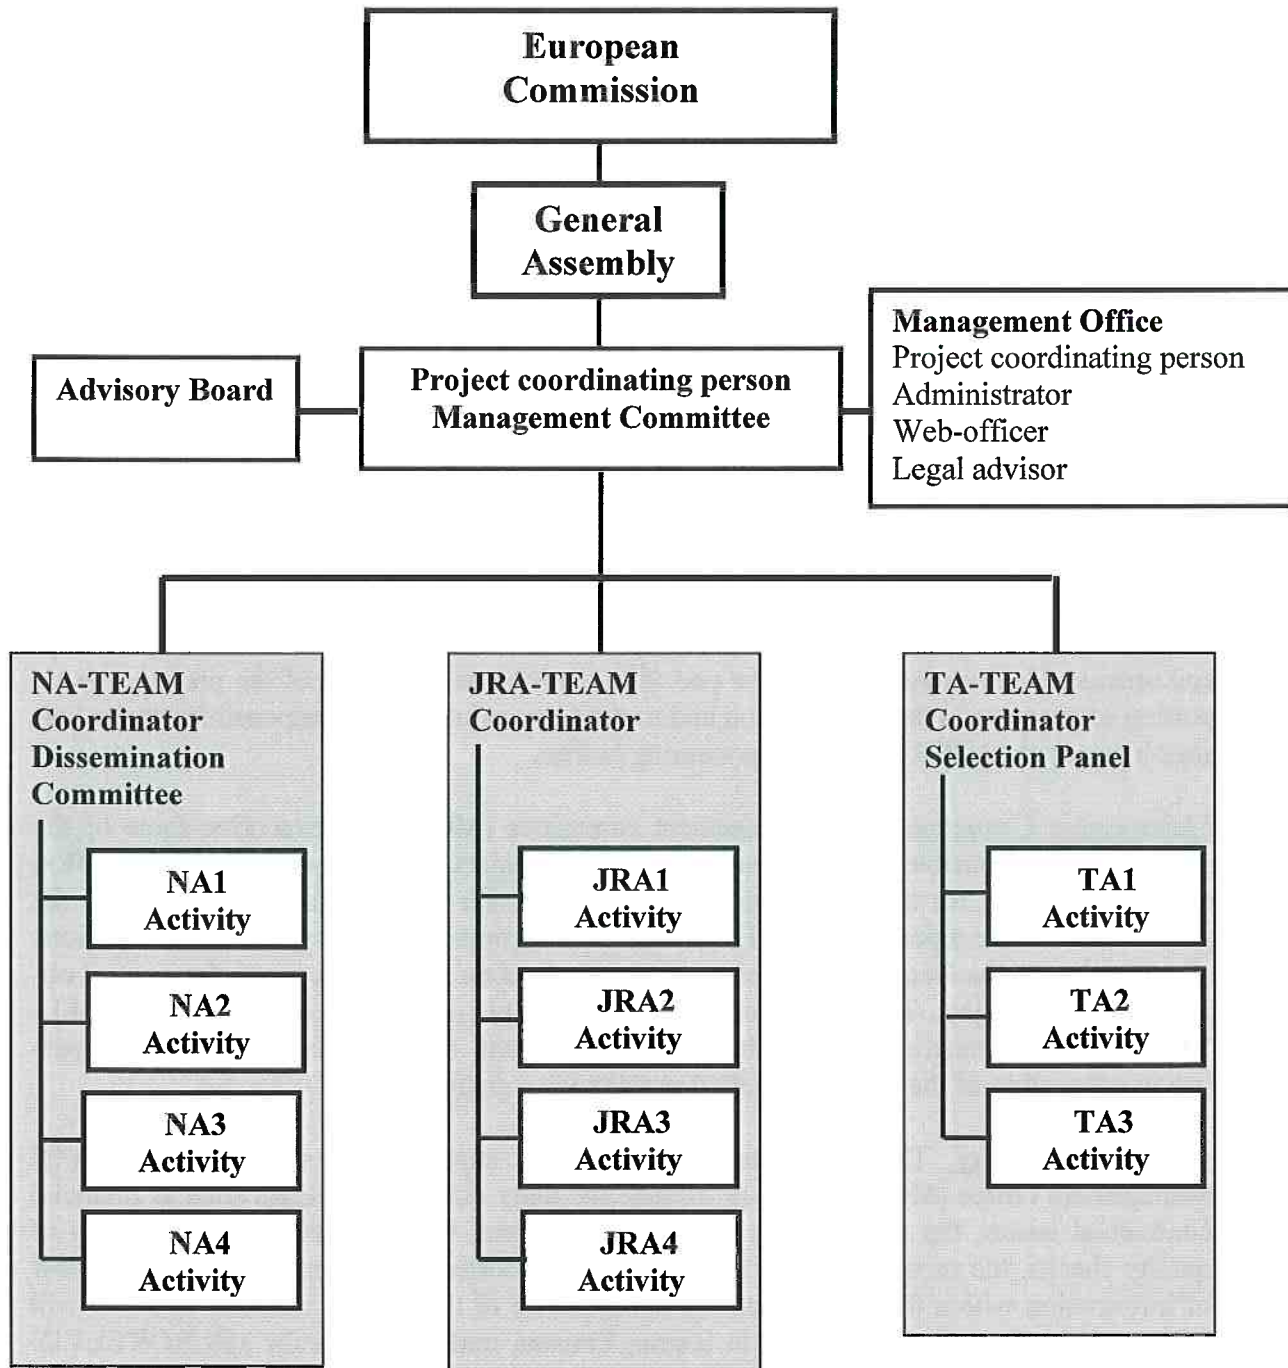 European
Commission
General
Assembly
Management Office
Project coordinating person
Administrator
Web-officer
Legal advisor
Advisory Board
Project coordinating person
Management Committee
NA-TEAM
Coordinator
Dissemination
Committee
NA1
Activity
NA2
Activity
NA3
Activity
NA4
Activity
JRA-TEAM
Coordinator
JRA1
Activity
JRA2
Activity
JRA3
Activity
JRA4
Activity
TA-TEAM
Coordinator
Selection Panel
TA1
Activity
TA2
Activity
TA3
Activity